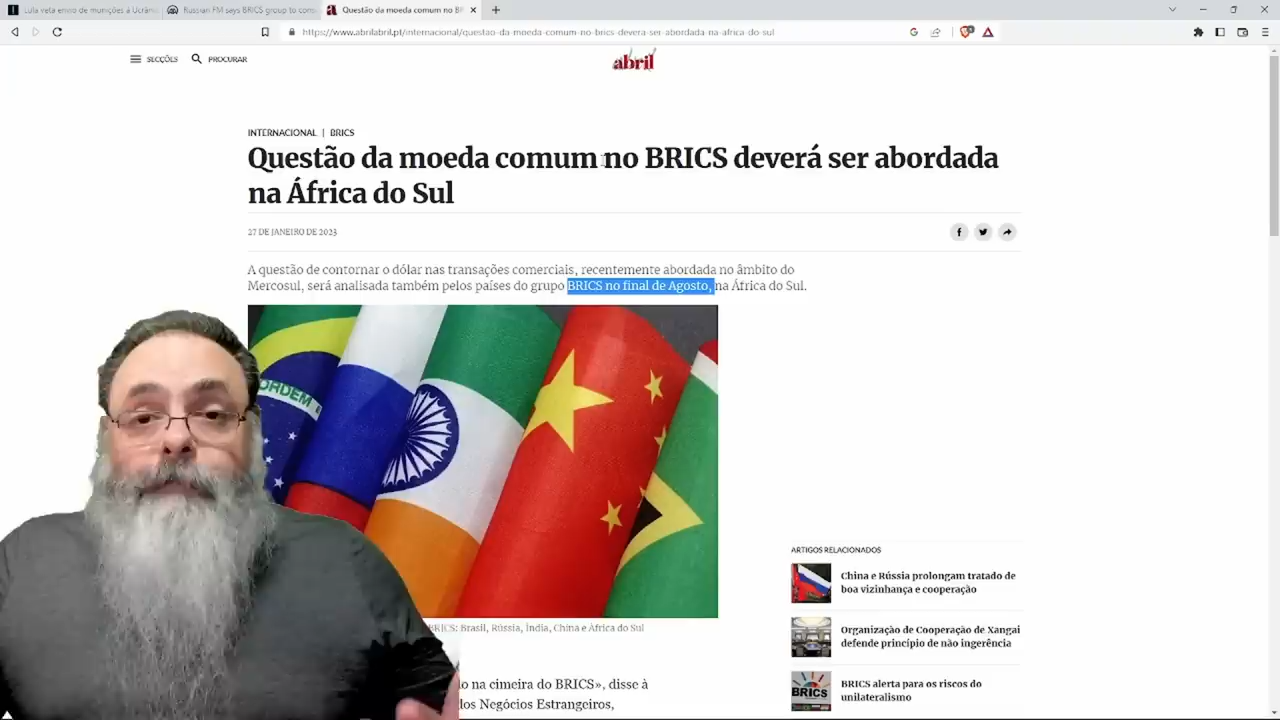 Lula veta envio de munições à Ucrân
Russian FM says BRICS group to cons
Questão da moeda comum no BR
https://www.abrilabril.pt/internacional/questao-da-moeda-comum-no-brics-devera-ser-abordada-na-africa-do-sul
SECÇÕES
PROCURAR
abril
INTERNACIONAL | BRICS
Questão da moeda comum no BRICS deverá ser abordada
na África do Sul
27 DE JANEIRO DE 2023
A questão de contornar o dólar nas transações comerciais, recentemente abordada no âmbito do
Mercosul, será analisada também pelos países do grupo BRICS no final de Agosto, na África do Sul.
ORDEM E
BRICS: Brasil, Rússia, Índia, China e África do Sul
o na cimeira do BRICS», disse à
los Negócios Estrangeiros,
ARTIGOS RELACIONADOS
China e Rússia prolongam tratado de
boa vizinhança e cooperação
Organização de Cooperação de Xangai
defende princípio de não ingerência
BRICS
BRICS alerta para os riscos do
unilateralismo